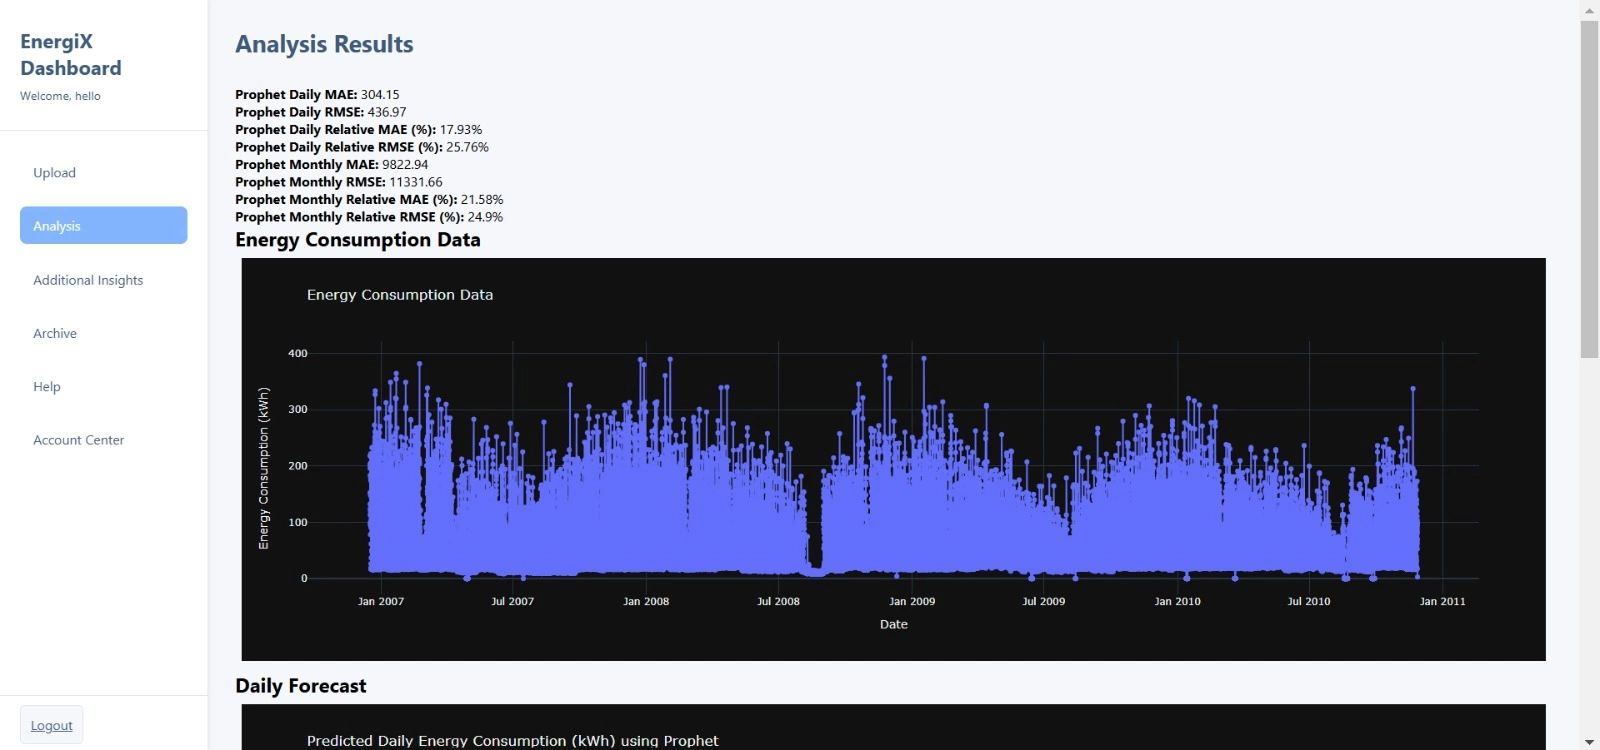 EnergiX
Dashboard
Welcome, hello
Upload
Analysis
Additional Insights
Archive
Help
Account Center
Logout
Analysis Results
Prophet Daily MAE: 304.15
Prophet Daily RMSE: 436.97
Prophet Daily Relative MAE (%): 17.93%
Prophet Daily Relative RMSE (%): 25.76%
Prophet Monthly MAE: 9822.94
Prophet Monthly RMSE: 11331.66
Prophet Monthly Relative MAE (%): 21.58%
Prophet Monthly Relative RMSE (%): 24.9%
Energy Consumption Data
Energy Consumption Data
Energy Consumption (kWh)
400
300
200
100
0
Jan 2007 Jul 2007 Jan 2008 Jul 2008 Jan 2009 Jul 2009 Jan 2010 Jul 2010 Jan 2011
Date
Daily Forecast
Predicted Daily Energy Consumption (kWh) using Prophet